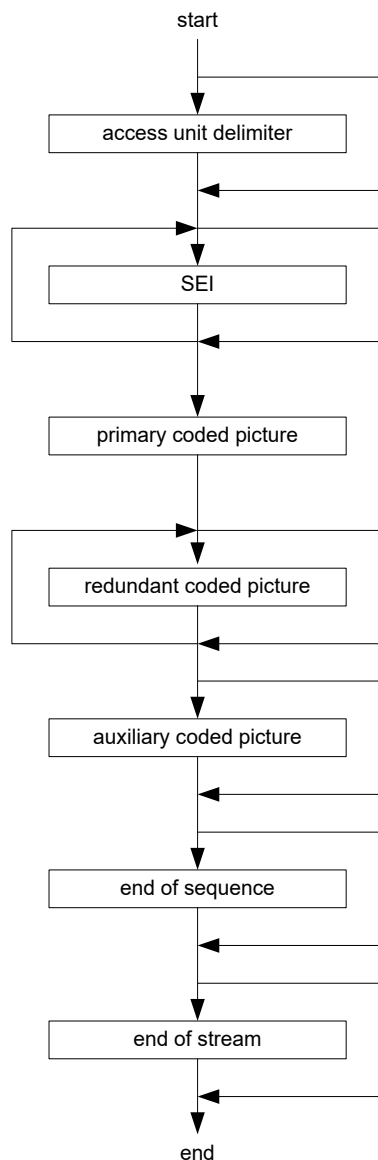 start
access unit delimiter
SEI
primary coded picture
redundant coded picture
auxiliary coded picture
end of sequence
end of stream
end